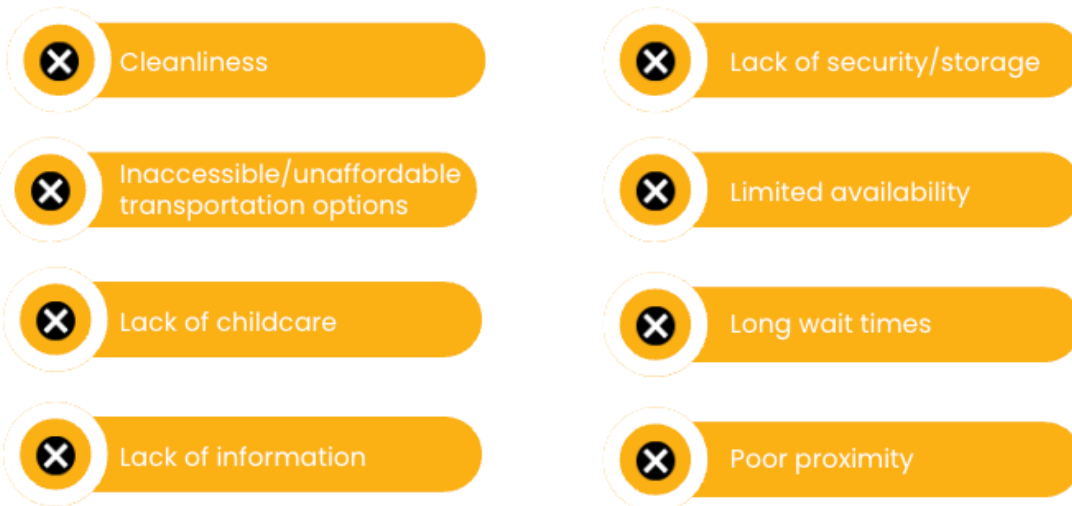 Cleanliness
Inaccessible/unaffordable
transportation options
Lack of childcare
Lack of information
Lack of security/storage
Limited availability
Long wait times
Poor proximity